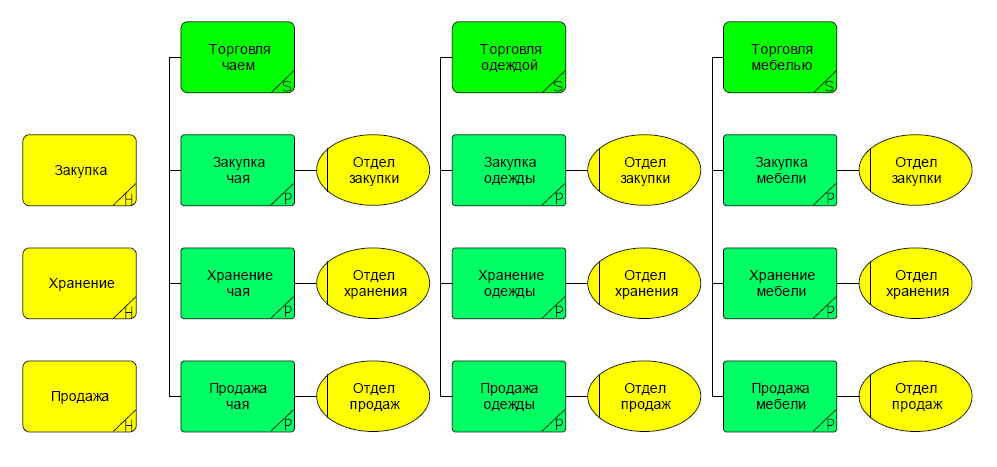 Торговля
чаем
S
Торговля
одеждой
S
Торговля
мебелью
S
Закупка
H
Закупка
чая
P
Отдел
закупки
Закупка
одежды
P
Отдел
закупки
Закупка
мебели
P
Отдел
закупки
Хранение
H
Хранение
чая
P
Отдел
хранения
Хранение
одежды
P
Отдел
хранения
Хранение
мебели
P
Отдел
хранения
Продажа
H
Продажа
чая
P
Отдел
продаж
Продажа
одежды
P
Отдел
продаж
Продажа
мебели
P
Отдел
продаж